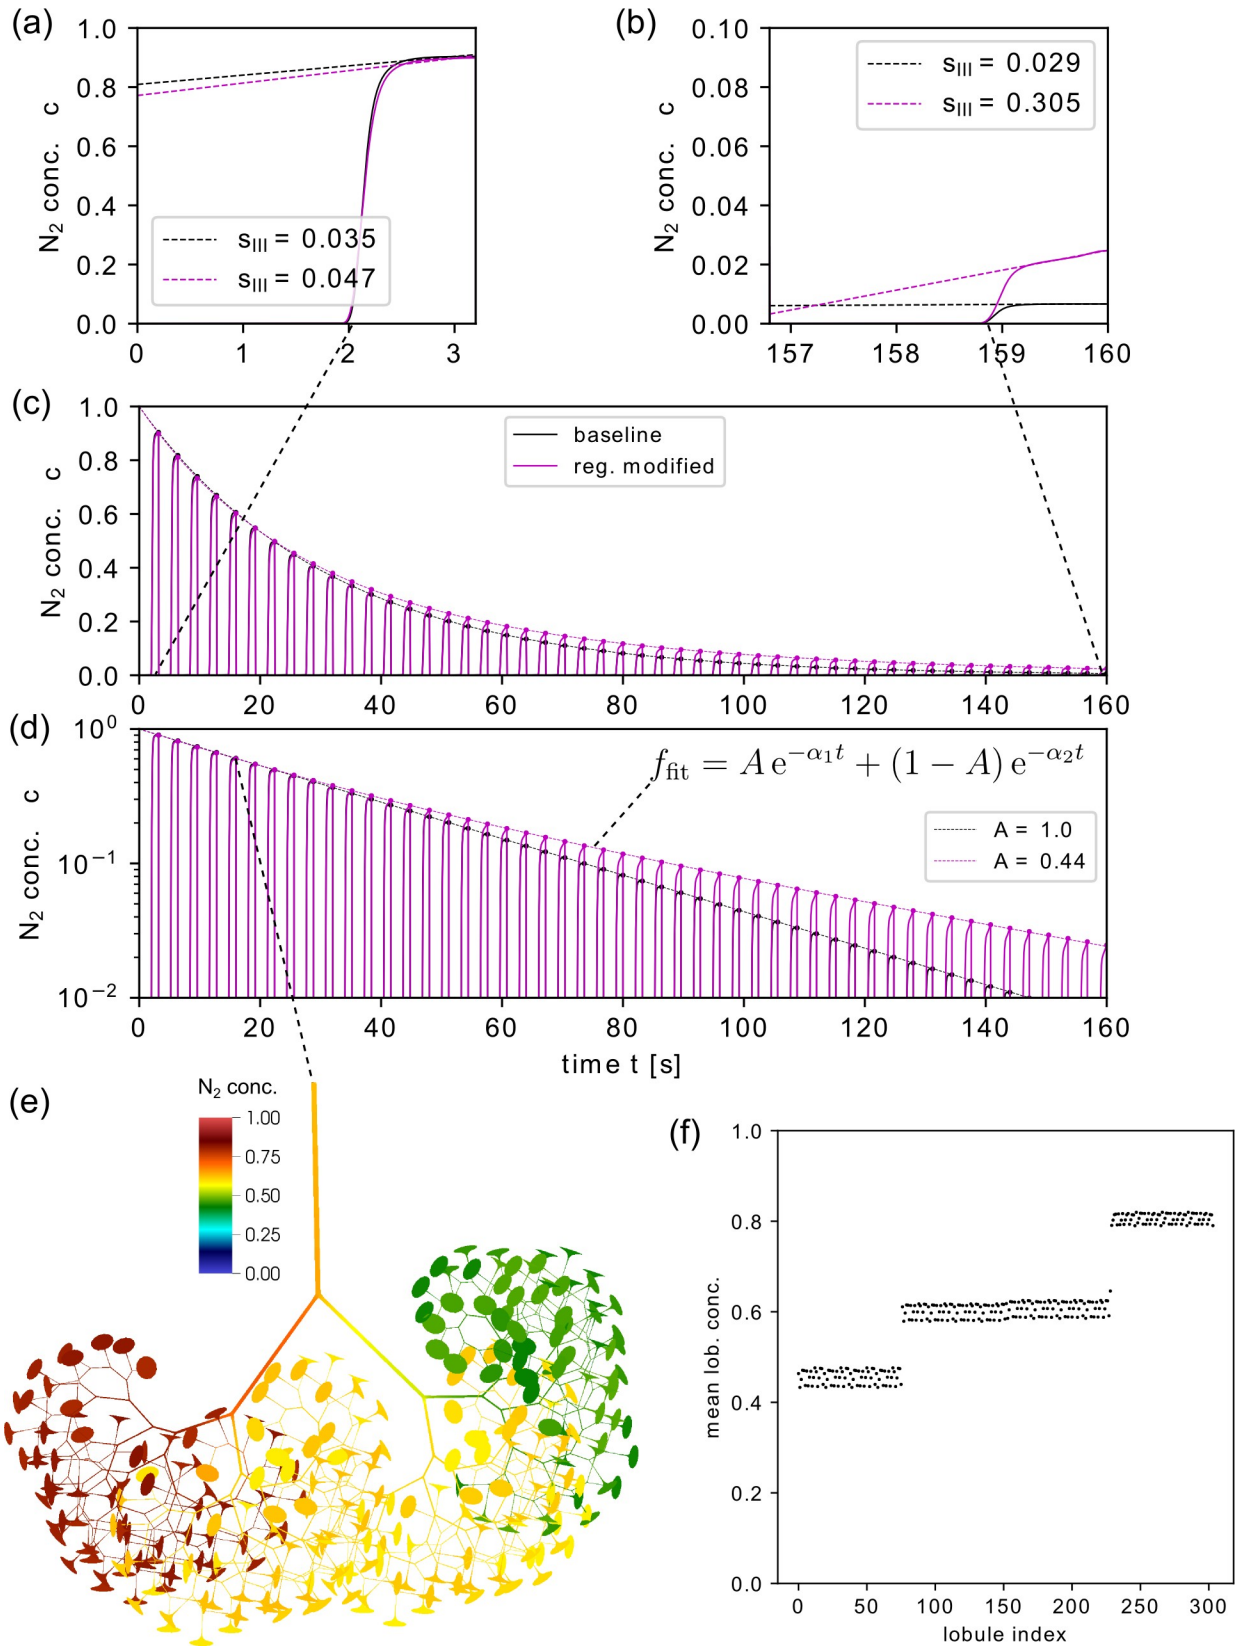 (a)
1.0
0.8
0.6
0.4
0.2
0.0
N₂ conc. c
s_III = 0.035
s_III = 0.047
0 1 2 3
(b)
0.10
0.08
0.06
0.04
0.02
0.00
N₂ conc. c
s_III = 0.029
s_III = 0.305
157 158 159 160
(c)
1.0
0.8
0.6
0.4
0.2
0.0
N₂ conc. c
baseline
reg. modified
0 20 40 60 80 100 120 140 160
(d)
10⁰
10⁻¹
10⁻²
N₂ conc. c
f_fit = A e^{-α₁t} + (1 − A) e^{-α₂t}
A = 1.0
A = 0.44
0 20 40 60 80 100 120 140 160
time t [s]
(e)
N₂ conc.
1.00
0.75
0.50
0.25
0.00
(f)
1.0
0.8
0.6
0.4
0.2
0.0
mean lob. conc.
0 50 100 150 200 250 300
lobule index